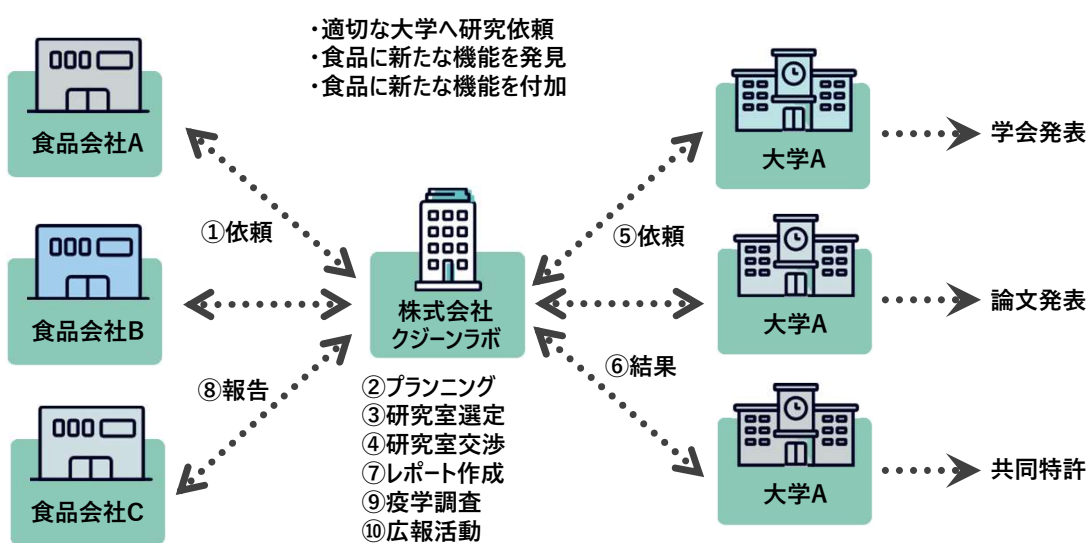 ・適切な大学へ研究依頼
・食品に新たな機能を発見
・食品に新たな機能を付加
食品会社A
食品会社B
食品会社C
①依頼
⑧報告
株式会社
クジーンラボ
②プランニング
③研究室選定
④研究室交渉
⑦レポート作成
⑨疫学調査
⑩広報活動
⑤依頼
⑥結果
大学A
大学A
大学A
学会発表
論文発表
共同特許